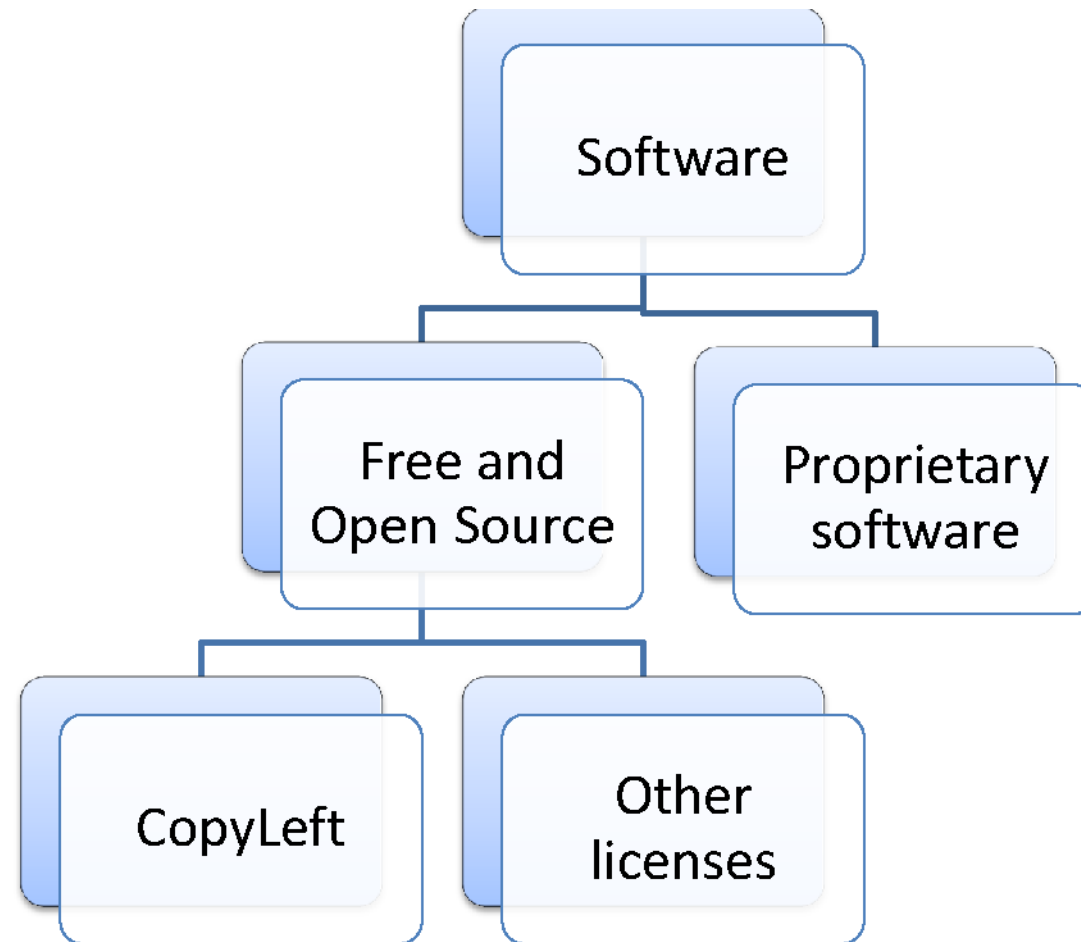 Software
Free and
Open Source
Proprietary
software
CopyLeft
Other
licenses